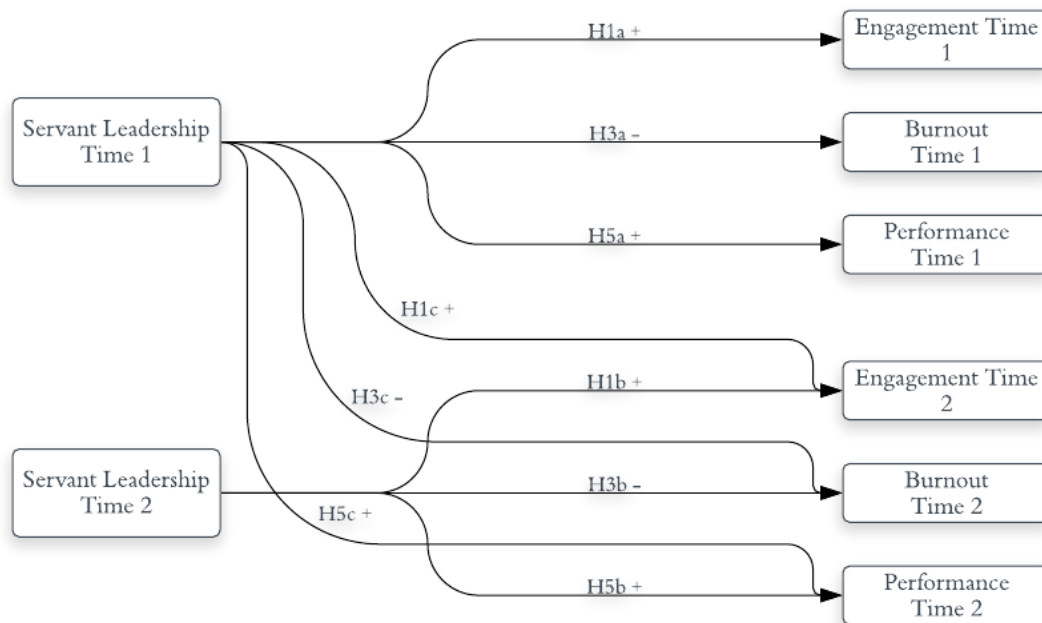 H1a +
Engagement Time
1
Servant Leadership
Time 1
H3a -
Burnout
Time 1
H5a +
Performance
Time 1
H1c +
H1b +
Engagement Time
2
H3c -
Servant Leadership
Time 2
H3b -
Burnout
Time 2
H5c +
H5b +
Performance
Time 2